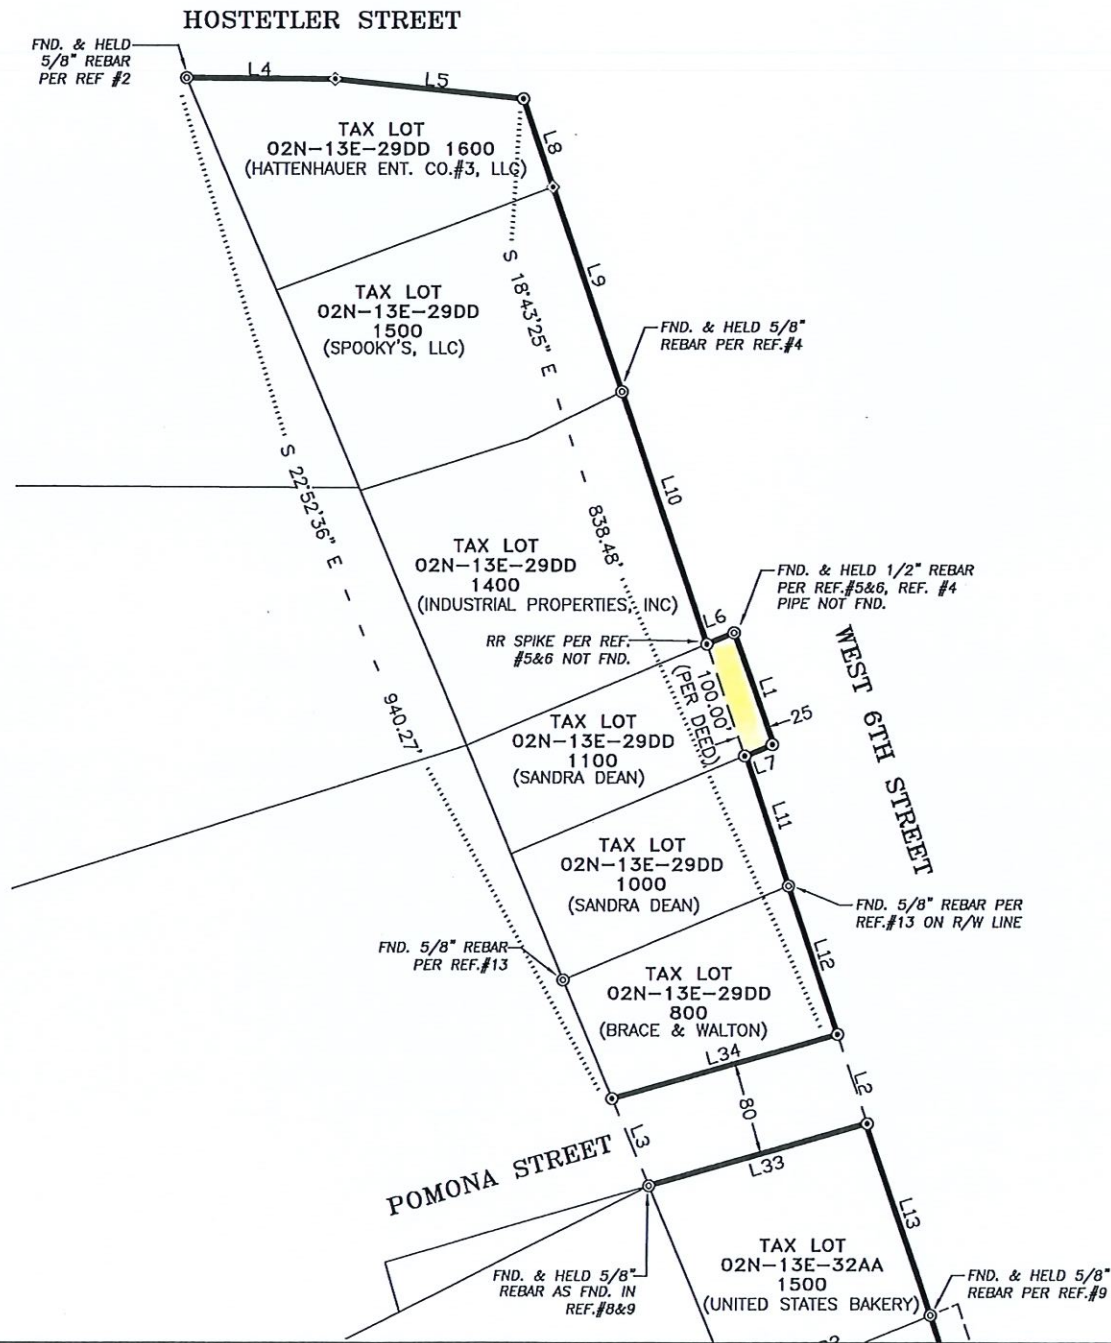 HOSTETLER STREET
FND. & HELD
5/8" REBAR
PER REF #2
L4
L5
L8
TAX LOT
02N-13E-29DD 1600
(HATTENHAUER ENT. CO.#3, LLC)
L9
S 18°43'25" E
838.48'
TAX LOT
02N-13E-29DD
1500
(SPOOKY'S, LLC)
FND. & HELD 5/8"
REBAR PER REF.#4
S 22°52'36" E
940.27'
L10
TAX LOT
02N-13E-29DD
1400
(INDUSTRIAL PROPERTIES, INC)
FND. & HELD 1/2" REBAR
PER REF.#5&6, REF. #4
PIPE NOT FND.
L6
RR SPIKE PER REF.
#5&6 NOT FND.
WEST 6TH STREET
L1
100.00'
(PER DEED)
25
TAX LOT
02N-13E-29DD
1100
(SANDRA DEAN)
L7
L11
TAX LOT
02N-13E-29DD
1000
(SANDRA DEAN)
FND. 5/8" REBAR PER
REF.#13 ON R/W LINE
FND. 5/8" REBAR
PER REF.#13
L12
TAX LOT
02N-13E-29DD
800
(BRACE & WALTON)
L34
L2
80
L3
POMONA STREET
L33
L13
TAX LOT
02N-13E-32AA
1500
(UNITED STATES BAKERY)
FND. & HELD 5/8"
REBAR AS FND. IN
REF.#8&9
FND. & HELD 5/8"
REBAR PER REF.#9